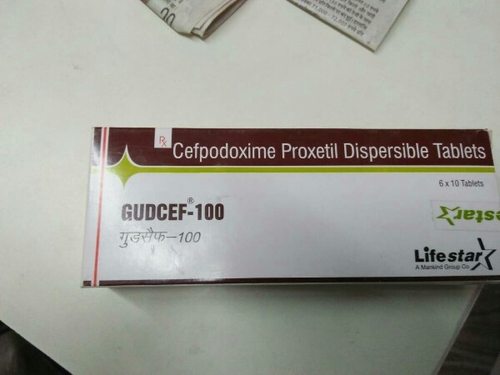 Rx Cefpodoxime Proxetil Dispersible Tablets
6 x 10 Tablets
GUDCEF®-100
गुडसैफ-100
Lifestar
A Mankind Group Co.